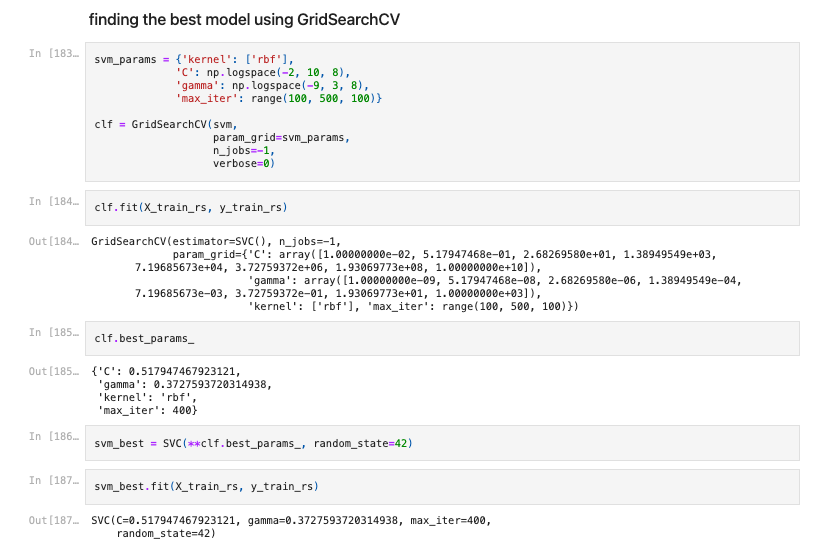 finding the best model using GridSearchCV
In [183…
svm_params = {'kernel': ['rbf'],
'C': np.logspace(-2, 10, 8),
'gamma': np.logspace(-9, 3, 8),
'max_iter': range(100, 500, 100)}
clf = GridSearchCV(svm,
param_grid=svm_params,
n_jobs=-1,
verbose=0)
In [184…
clf.fit(X_train_rs, y_train_rs)
Out[184…
GridSearchCV(estimator=SVC(), n_jobs=-1,
param_grid={'C': array([1.00000000e-02, 5.17947468e-01, 2.68269580e+01, 1.38949549e+03,
7.19685673e+04, 3.72759372e+06, 1.93069773e+08, 1.00000000e+10]),
'gamma': array([1.00000000e-09, 5.17947468e-08, 2.68269580e-06, 1.38949549e-04,
7.19685673e-03, 3.72759372e-01, 1.93069773e+01, 1.00000000e+03]),
'kernel': ['rbf'], 'max_iter': range(100, 500, 100)})
In [185…
clf.best_params_
Out[185…
{'C': 0.517947467923121,
'gamma': 0.3727593720314938,
'kernel': 'rbf',
'max_iter': 400}
In [186…
svm_best = SVC(**clf.best_params_, random_state=42)
In [187…
svm_best.fit(X_train_rs, y_train_rs)
Out[187…
SVC(C=0.517947467923121, gamma=0.3727593720314938, max_iter=400,
random_state=42)